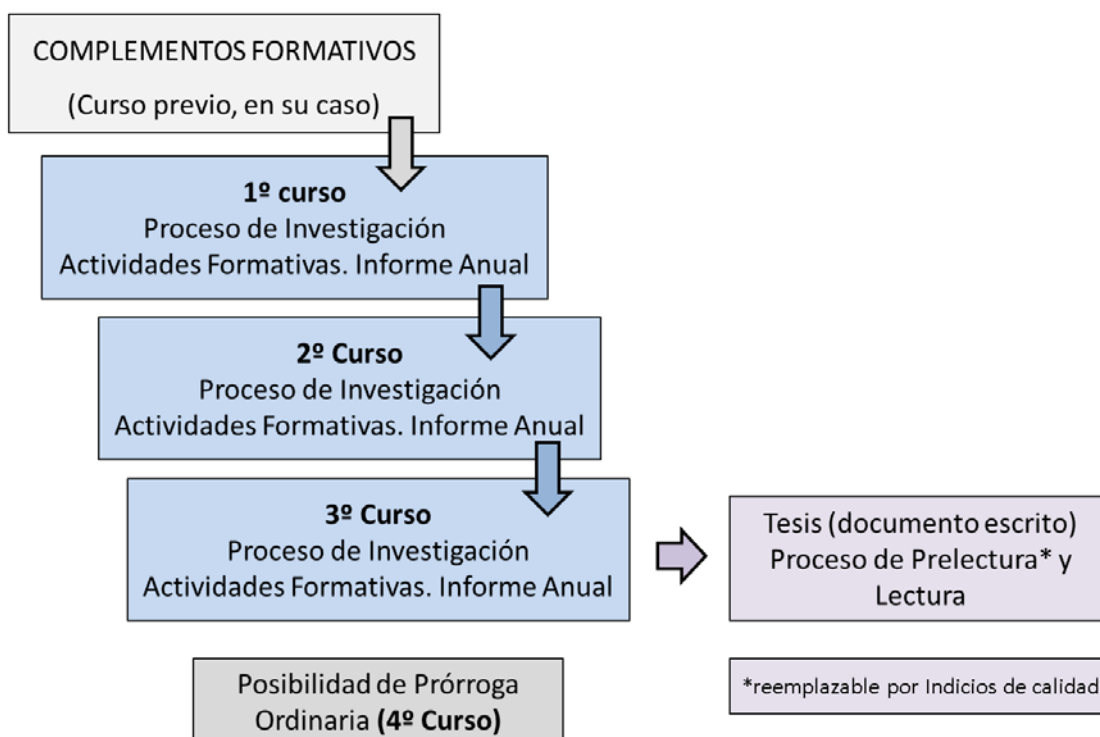 COMPLEMENTOS FORMATIVOS
(Curso previo, en su caso)
1º curso
Proceso de Investigación
Actividades Formativas. Informe Anual
2º Curso
Proceso de Investigación
Actividades Formativas. Informe Anual
3º Curso
Proceso de Investigación
Actividades Formativas. Informe Anual
Tesis (documento escrito)
Proceso de Prelectura* y
Lectura
Posibilidad de Prórroga
Ordinaria (4º Curso)
*reemplazable por Indicios de calidad